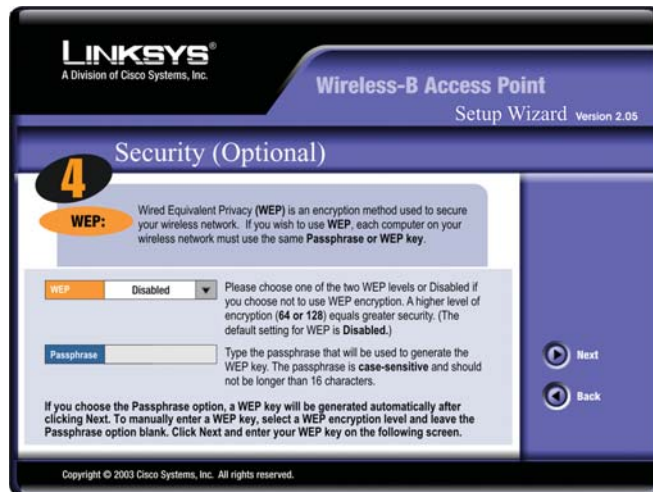 LINKSYS®
A Division of Cisco Systems, Inc.
Wireless-B Access Point
Setup Wizard Version 2.05
Security (Optional)
4
WEP:
Wired Equivalent Privacy (WEP) is an encryption method used to secure
your wireless network. If you wish to use WEP, each computer on your
wireless network must use the same Passphrase or WEP key.
WEP Disabled
Please choose one of the two WEP levels or Disabled if
you choose not to use WEP encryption. A higher level of
encryption (64 or 128) equals greater security. (The
default setting for WEP is Disabled.)
Passphrase
Type the passphrase that will be used to generate the
WEP key. The passphrase is case-sensitive and should
not be longer than 16 characters.
If you choose the Passphrase option, a WEP key will be generated automatically after
clicking Next. To manually enter a WEP key, select a WEP encryption level and leave the
Passphrase option blank. Click Next and enter your WEP key on the following screen.
Next
Back
Copyright © 2003 Cisco Systems, Inc. All rights reserved.